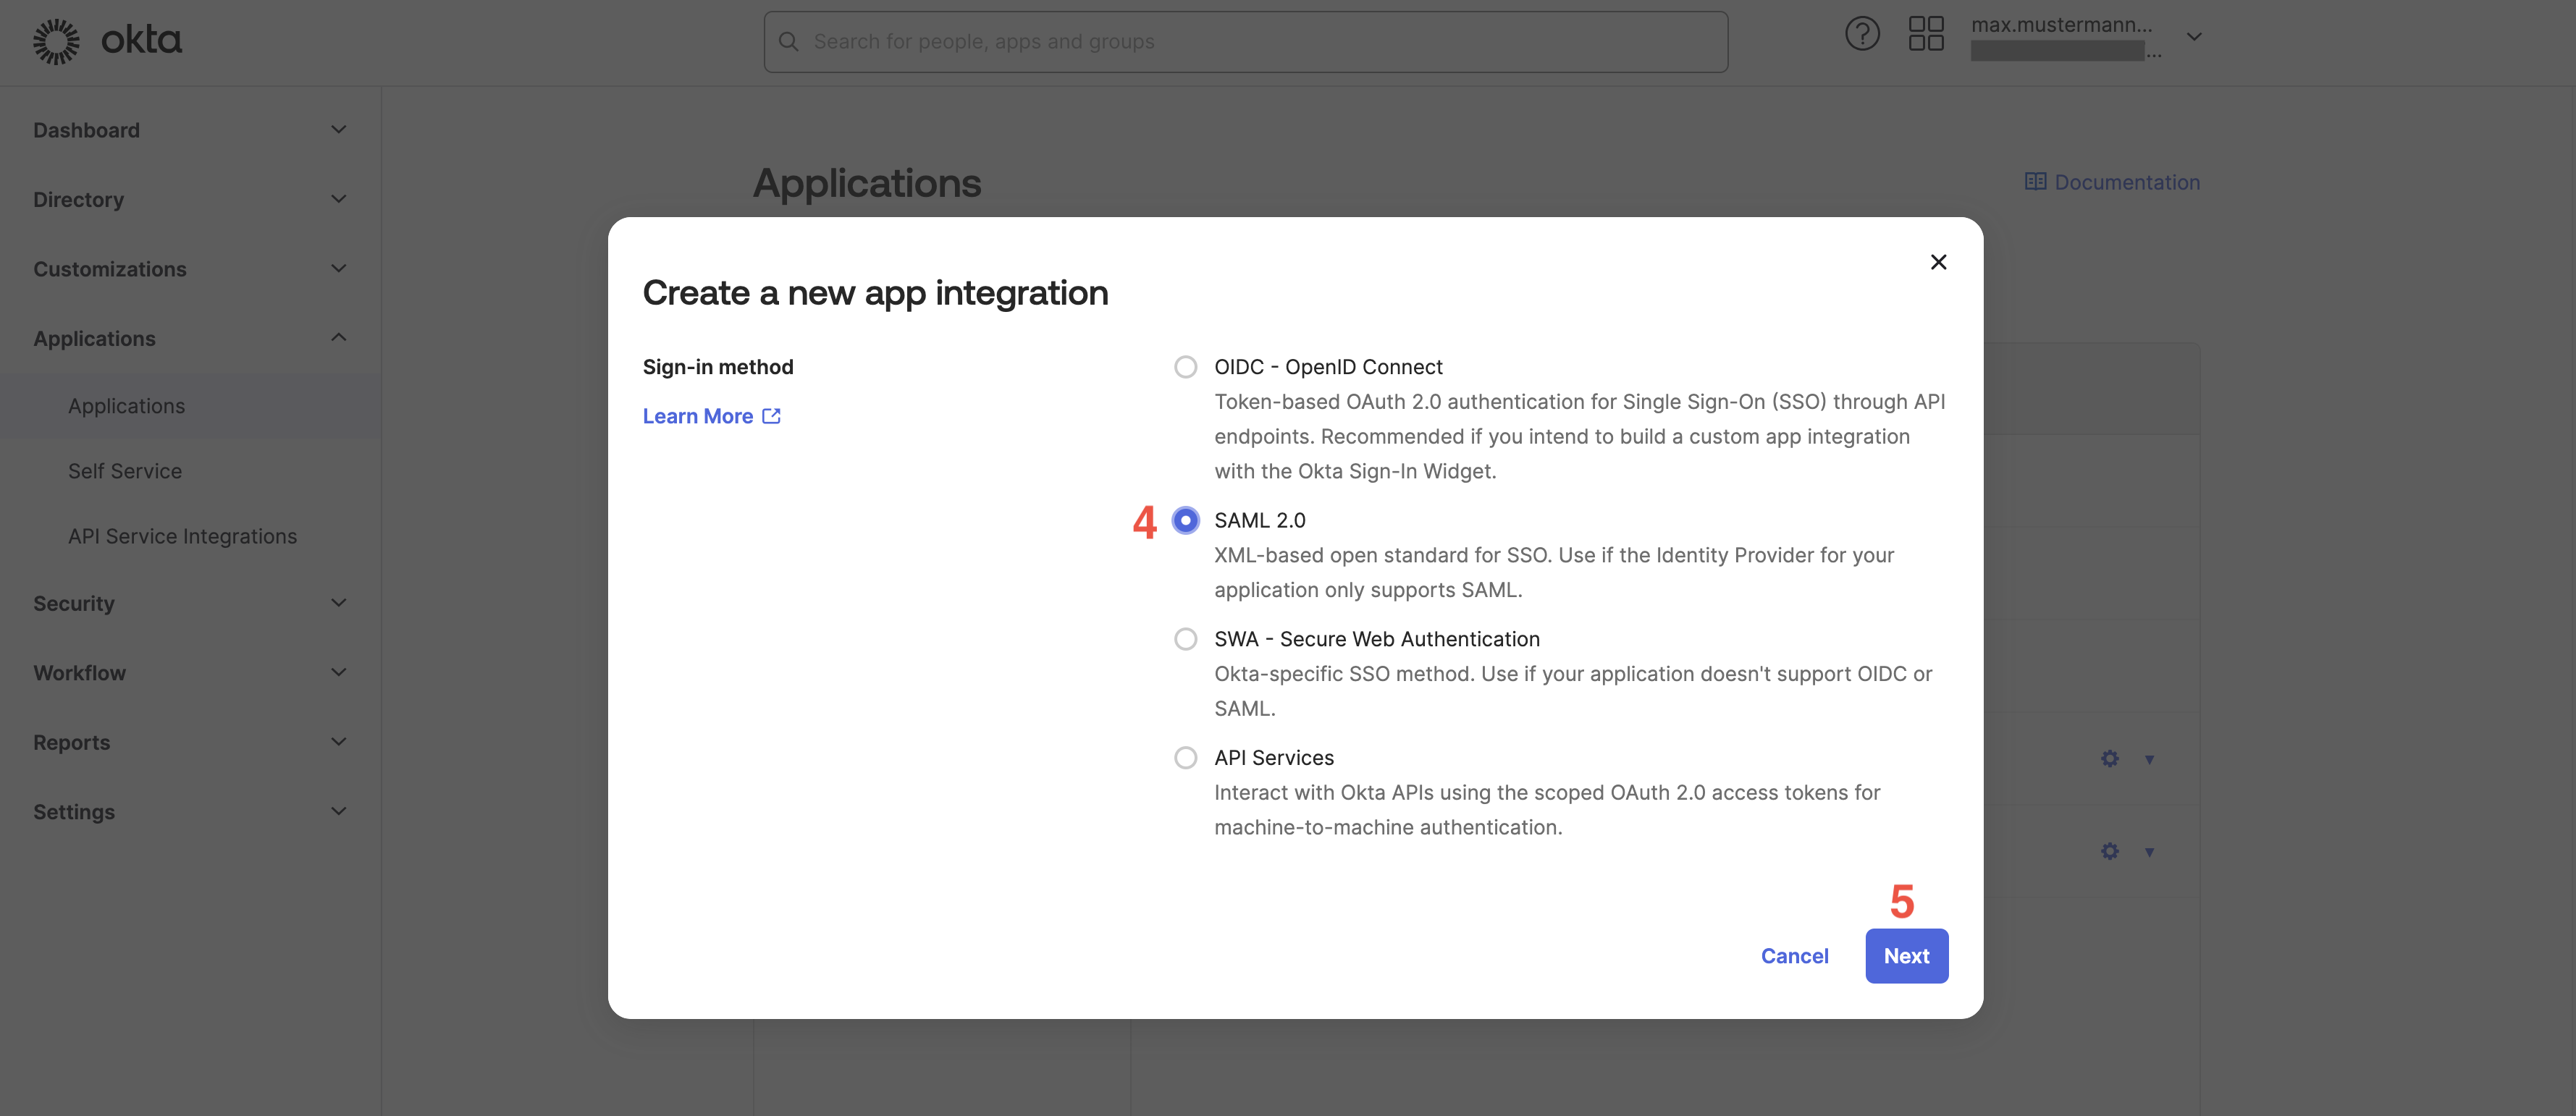 okta
Search for people, apps and groups
max.mustermann...
...
Dashboard
Directory
Customizations
Applications
Applications
Self Service
API Service Integrations
Security
Workflow
Reports
Settings
Applications
Documentation
Create a new app integration
Sign-in method
Learn More
OIDC - OpenID Connect
Token-based OAuth 2.0 authentication for Single Sign-On (SSO) through API
endpoints. Recommended if you intend to build a custom app integration
with the Okta Sign-In Widget.
4
SAML 2.0
XML-based open standard for SSO. Use if the Identity Provider for your
application only supports SAML.
SWA - Secure Web Authentication
Okta-specific SSO method. Use if your application doesn't support OIDC or
SAML.
API Services
Interact with Okta APIs using the scoped OAuth 2.0 access tokens for
machine-to-machine authentication.
5
Cancel
Next